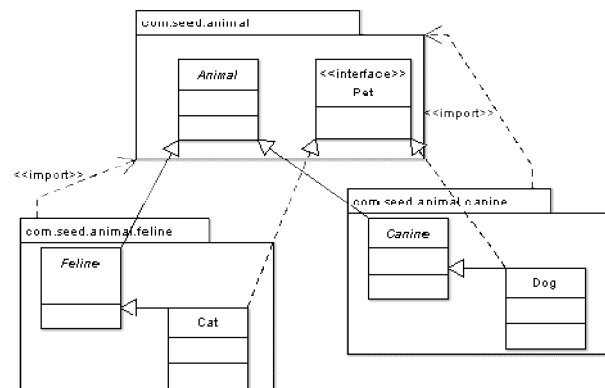 com.seed.animal
Animal
<<interface>>
Pet
<<import>>
<<import>>
com.seed.animal.canine
com.seed.animal.feline
Canine
Feline
Dog
Cat